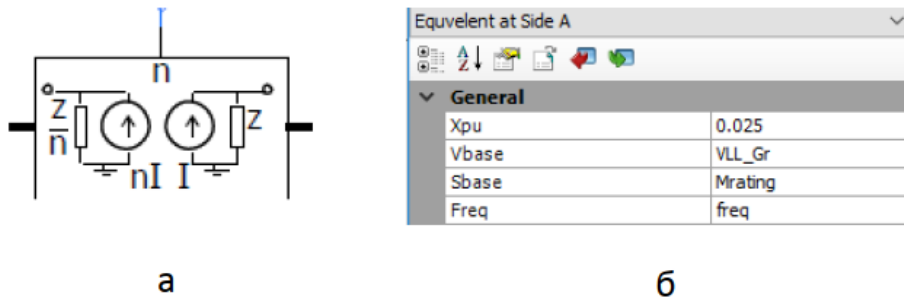 n
Z
n
nI I
Z
Equvelent at Side A
General
Xpu 0.025
Vbase VLL_Gr
Sbase Mrating
Freq freq
а
б